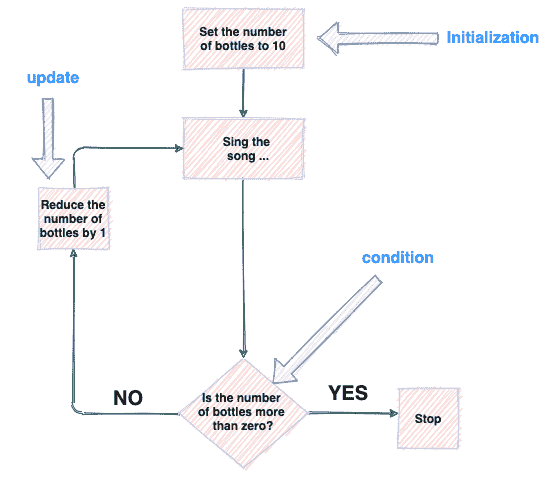 Set the number
of bottles to 10
Initialization
update
Sing the
song ...
Reduce the
number of
bottles by 1
condition
NO
Is the number
of bottles more
than zero?
YES
Stop